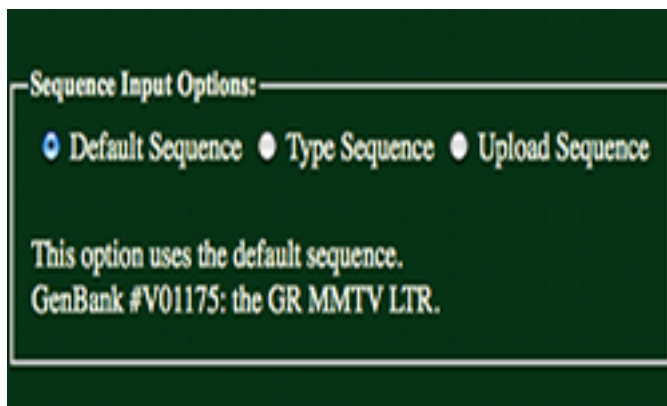 Sequence Input Options:
Default Sequence Type Sequence Upload Sequence
This option uses the default sequence.
GenBank #V01175: the GR MMTV LTR.